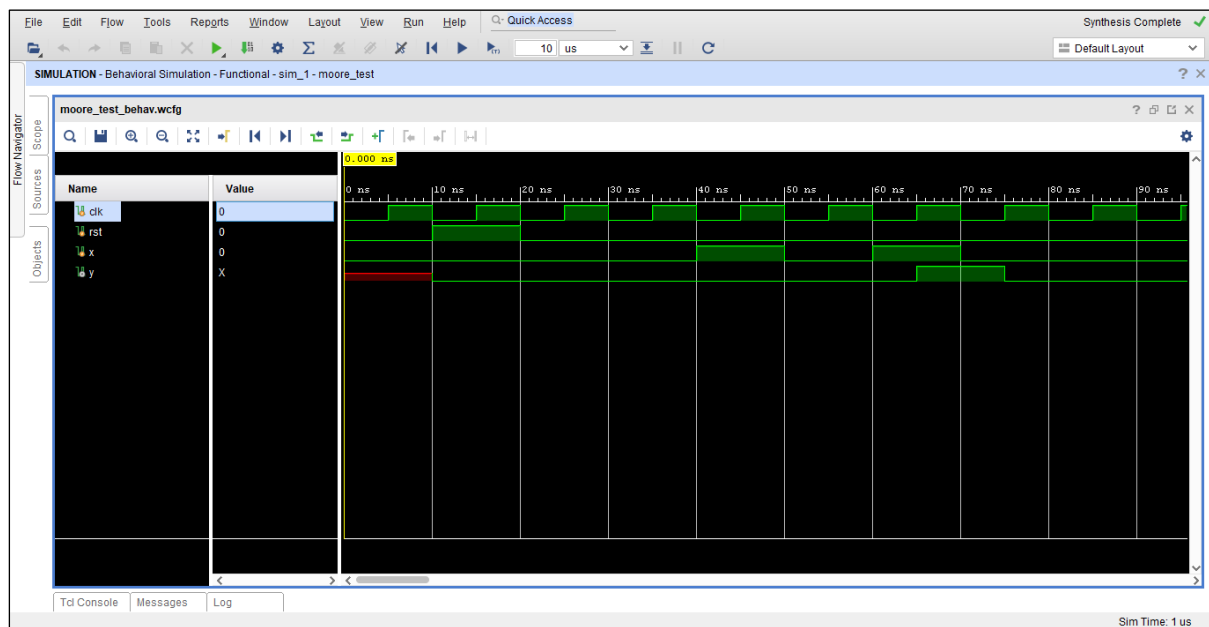 File Edit Flow Tools Reports Window Layout View Run Help Quick Access Synthesis Complete
10 us Default Layout
SIMULATION - Behavioral Simulation - Functional - sim_1 - moore_test
moore_test_behav.wcfg
Flow Navigator
Scope
Sources
Objects
0.000 ns
Name Value 0 ns 10 ns 20 ns 30 ns 40 ns 50 ns 60 ns 70 ns 80 ns 90 ns
clk 0
rst 0
x 0
y X
Tcl Console Messages Log
Sim Time: 1 us